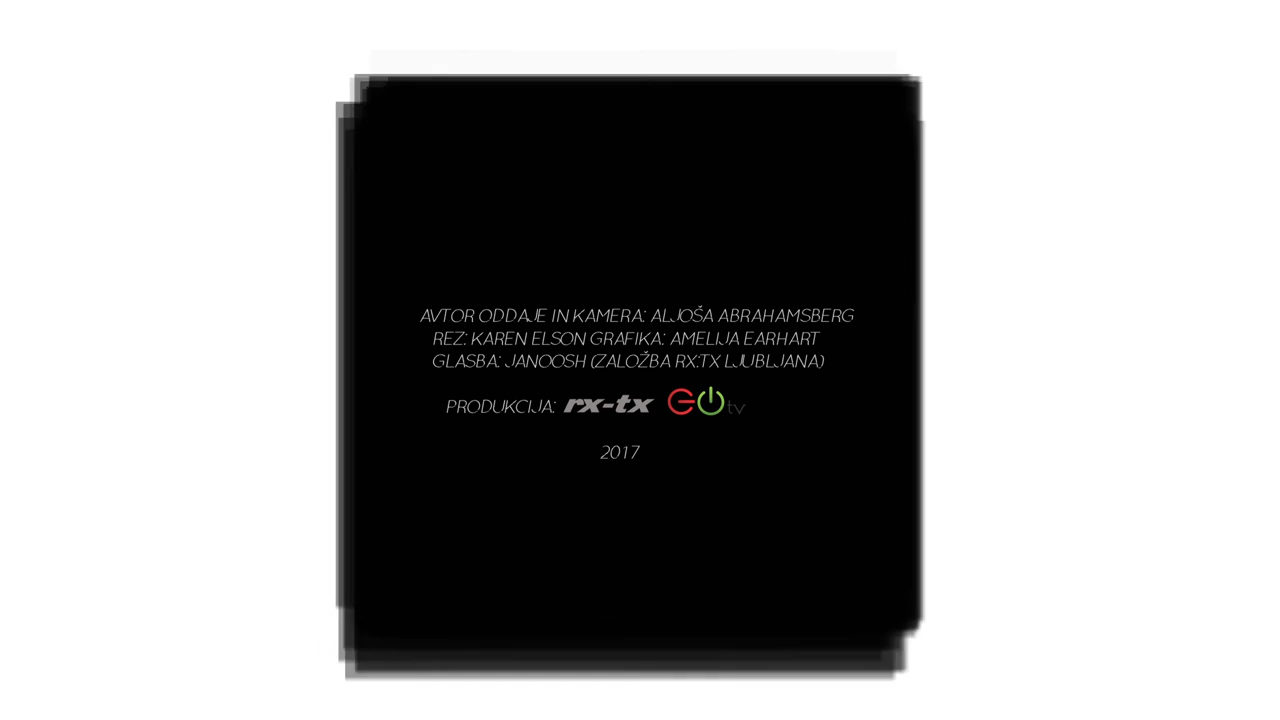 AVTOR ODDAJE IN KAMERA: ALJOŠA ABRAHAMSBERG
REZ: KAREN ELSON GRAFIKA: AMELIJA EARHART
GLASBA: JANOOSH (ZALOŽBA RX:TX LJUBLJANA)
PRODUKCIJA: rx-tx GO tv
2017